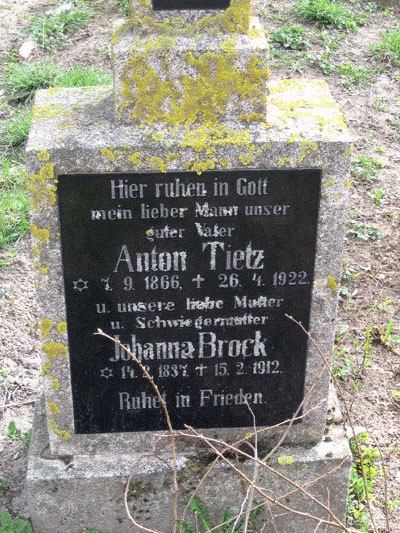 Hier ruhen in Gott
mein lieber Mann unser
guter Vater
Anton Tietz
✡ 7. 9. 1866. ✝ 26. 4. 1922.
u. unsere liebe Mutter
u. Schwiegermutter
Johanna Brock
✡ 14. 1837. ✝ 15. 2. 1912.
Ruhet in Frieden.